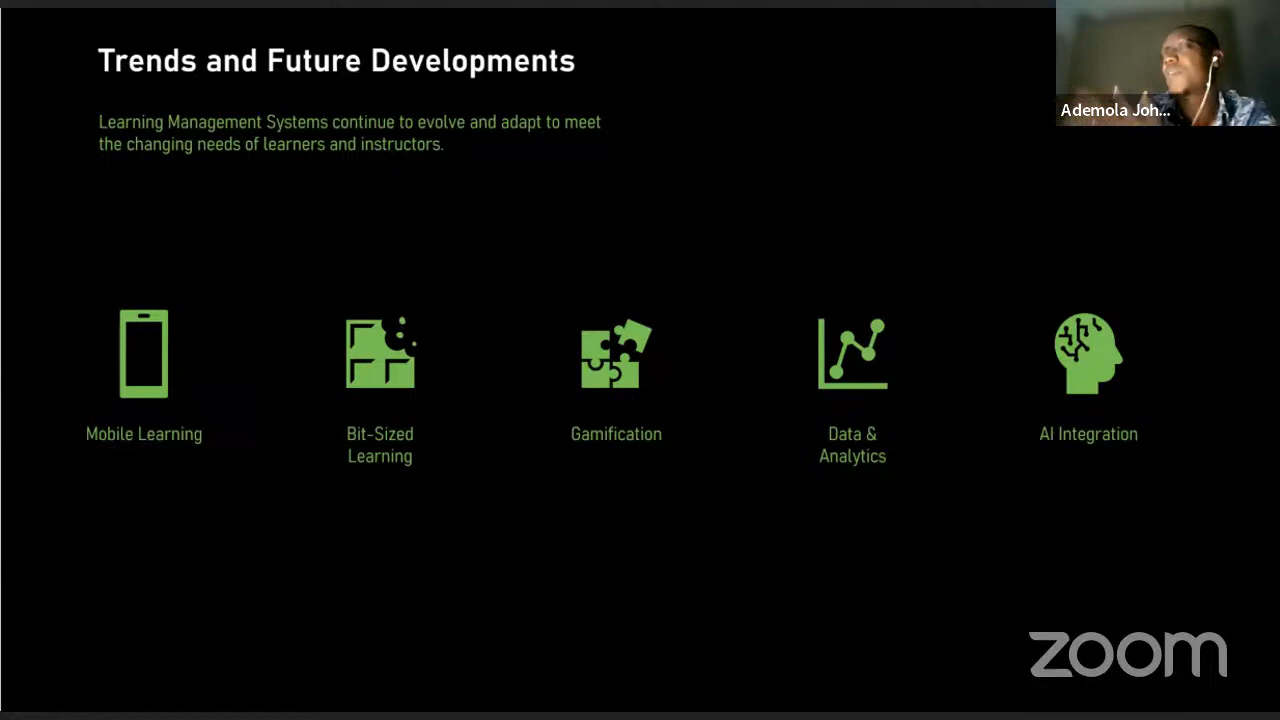 Trends and Future Developments
Ademola Joh...
Learning Management Systems continue to evolve and adapt to meet
the changing needs of learners and instructors.
Mobile Learning
Bit-Sized
Learning
Gamification
Data &
Analytics
AI Integration
zoom